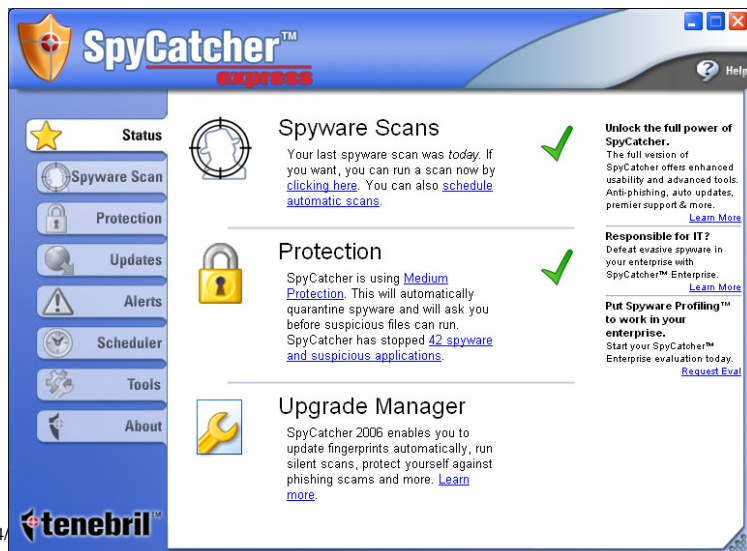 SpyCatcher™
express
Help
Status
Spyware Scan
Protection
Updates
Alerts
Scheduler
Tools
About
tenebril™
Spyware Scans
Your last spyware scan was today. If
you want, you can run a scan now by
clicking here. You can also schedule
automatic scans.
Protection
SpyCatcher is using Medium
Protection. This will automatically
quarantine spyware and will ask you
before suspicious files can run.
SpyCatcher has stopped 42 spyware
and suspicious applications.
Upgrade Manager
SpyCatcher 2006 enables you to
update fingerprints automatically, run
silent scans, protect yourself against
phishing scams and more. Learn
more.
Unlock the full power of
SpyCatcher.
The full version of
SpyCatcher offers enhanced
usability and advanced tools.
Anti-phishing, auto updates,
premier support & more.
Learn More
Responsible for IT?
Defeat evasive spyware in
your enterprise with
SpyCatcher™ Enterprise.
Learn More
Put Spyware Profiling™
to work in your
enterprise.
Start your SpyCatcher™
Enterprise evaluation today.
Request Eval